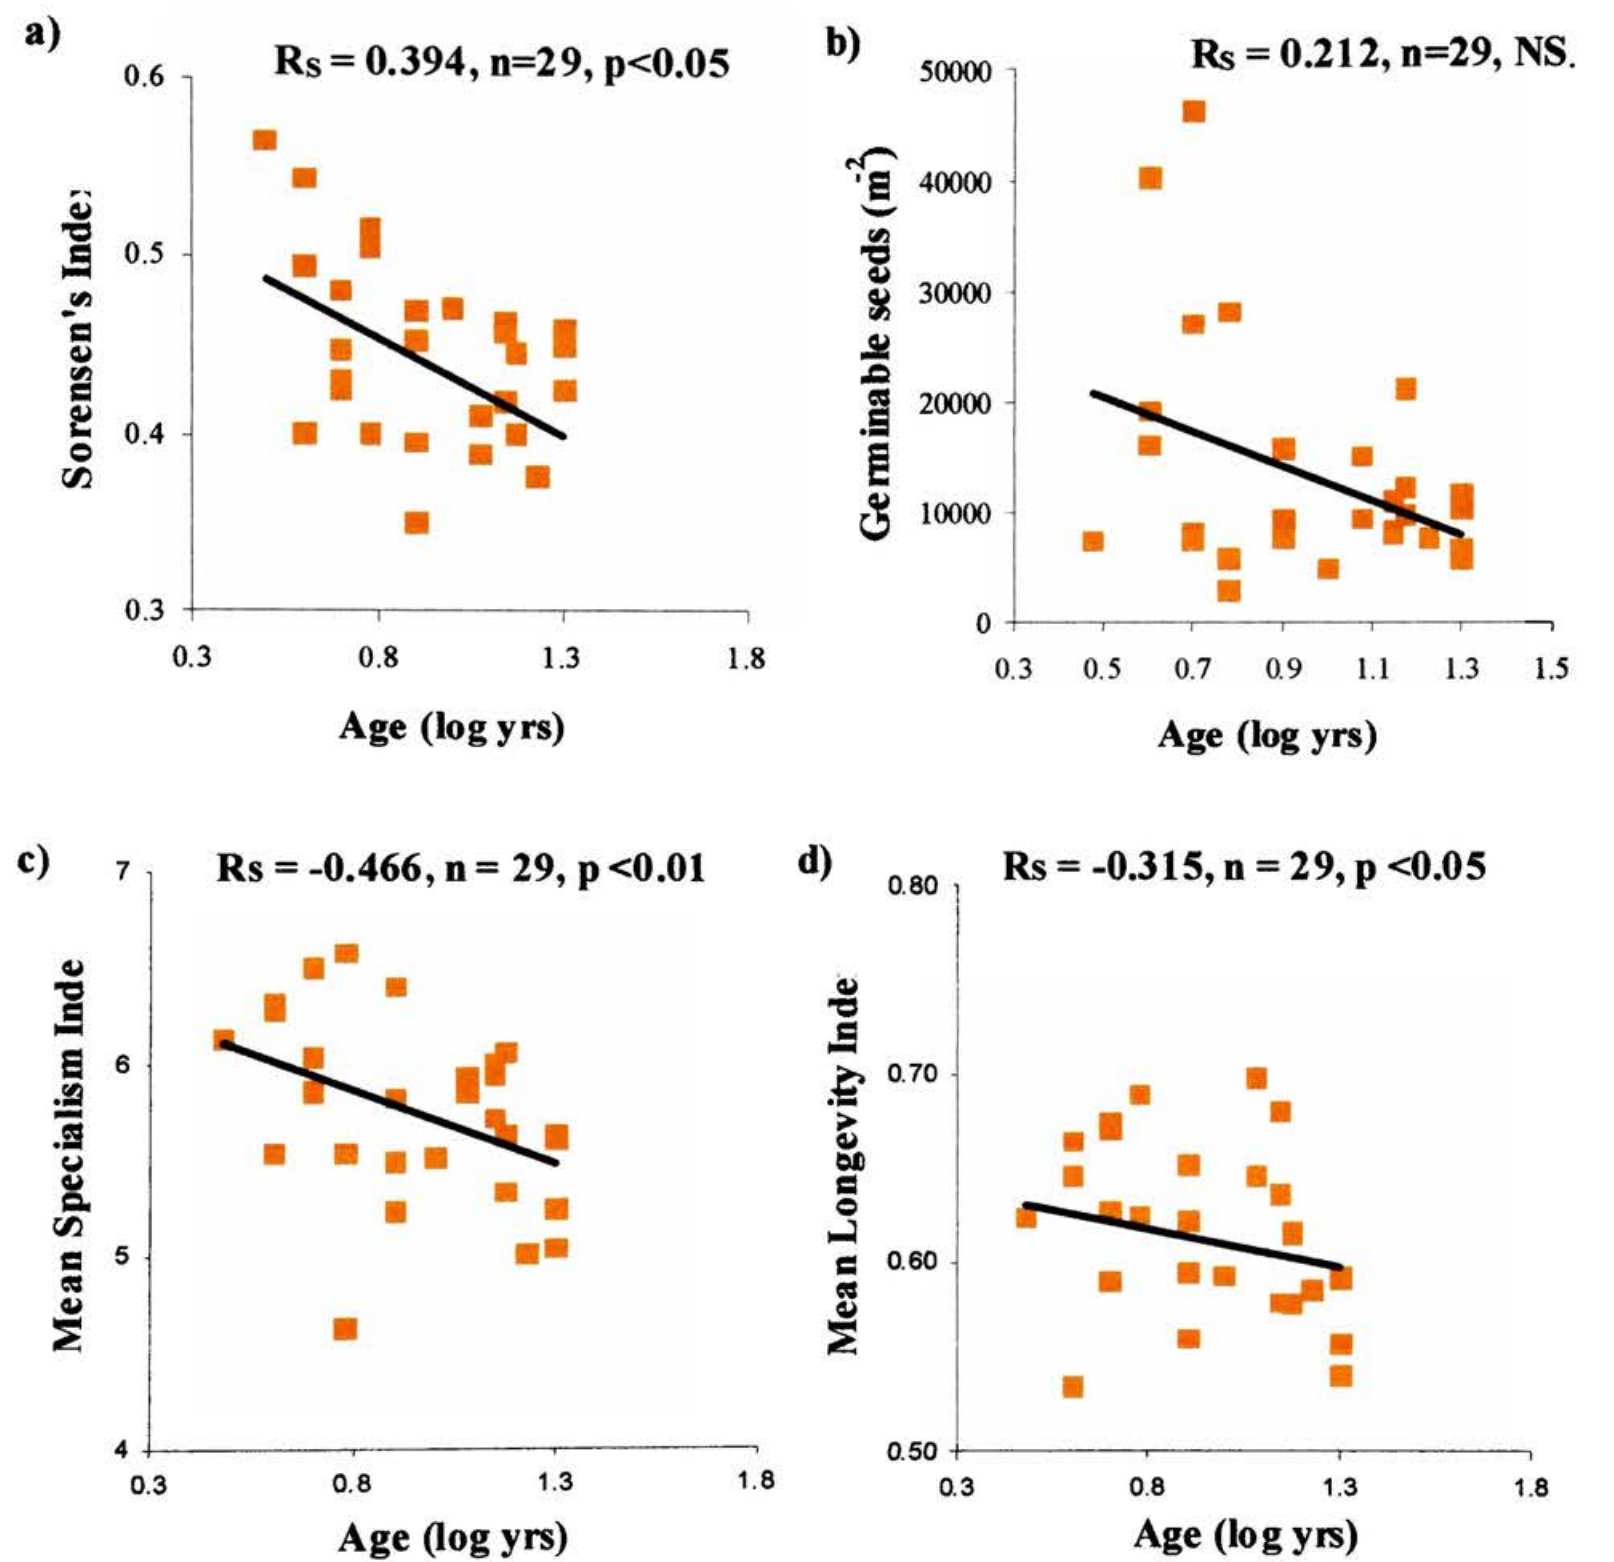 a)
Rs = 0.394, n=29, p<0.05
0.6
0.5
0.4
0.3
0.3 0.8 1.3 1.8
Sorensen's Inde
Age (log yrs)
b)
Rs = 0.212, n=29, NS.
50000
40000
30000
20000
10000
0
0.3 0.5 0.7 0.9 1.1 1.3 1.5
Germinable seeds (m-2)
Age (log yrs)
c)
Rs = -0.466, n = 29, p <0.01
7
6
5
4
0.3 0.8 1.3 1.8
Mean Specialism Inde
Age (log yrs)
d)
Rs = -0.315, n = 29, p <0.05
0.80
0.70
0.60
0.50
0.3 0.8 1.3 1.8
Mean Longevity Inde
Age (log yrs)